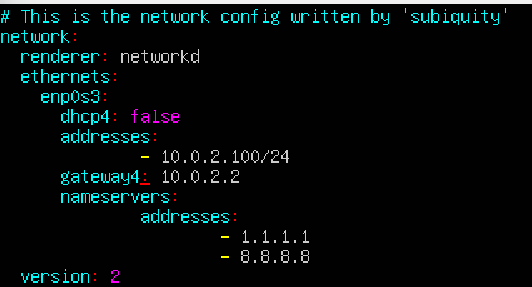 # This is the network config written by 'subiquity'
network:
  renderer: networkd
  ethernets:
    enp0s3:
      dhcp4: false
      addresses:
              - 10.0.2.100/24
      gateway4: 10.0.2.2
      nameservers:
              addresses:
                      - 1.1.1.1
                      - 8.8.8.8
  version: 2